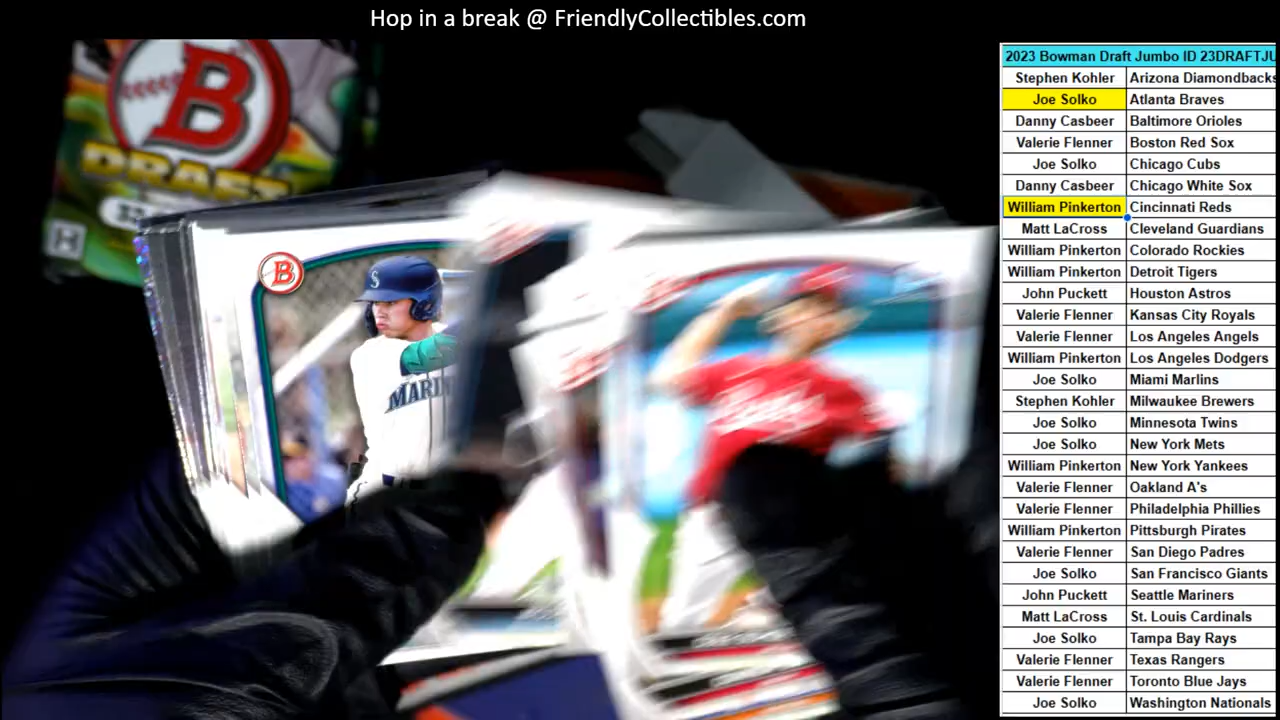 Hop in a break @ FriendlyCollectibles.com
2023 Bowman Draft Jumbo ID 23DRAFTJU
Stephen Kohler Arizona Diamondbacks
Joe Solko Atlanta Braves
Danny Casbeer Baltimore Orioles
Valerie Flenner Boston Red Sox
Joe Solko Chicago Cubs
Danny Casbeer Chicago White Sox
William Pinkerton Cincinnati Reds
Matt LaCross Cleveland Guardians
William Pinkerton Colorado Rockies
William Pinkerton Detroit Tigers
John Puckett Houston Astros
Valerie Flenner Kansas City Royals
Valerie Flenner Los Angeles Angels
William Pinkerton Los Angeles Dodgers
Joe Solko Miami Marlins
Stephen Kohler Milwaukee Brewers
Joe Solko Minnesota Twins
Joe Solko New York Mets
William Pinkerton New York Yankees
Valerie Flenner Oakland A's
Valerie Flenner Philadelphia Phillies
William Pinkerton Pittsburgh Pirates
Valerie Flenner San Diego Padres
Joe Solko San Francisco Giants
John Puckett Seattle Mariners
Matt LaCross St. Louis Cardinals
Joe Solko Tampa Bay Rays
Valerie Flenner Texas Rangers
Valerie Flenner Toronto Blue Jays
Joe Solko Washington Nationals
B
DRAFT
H
B
S
MARIN